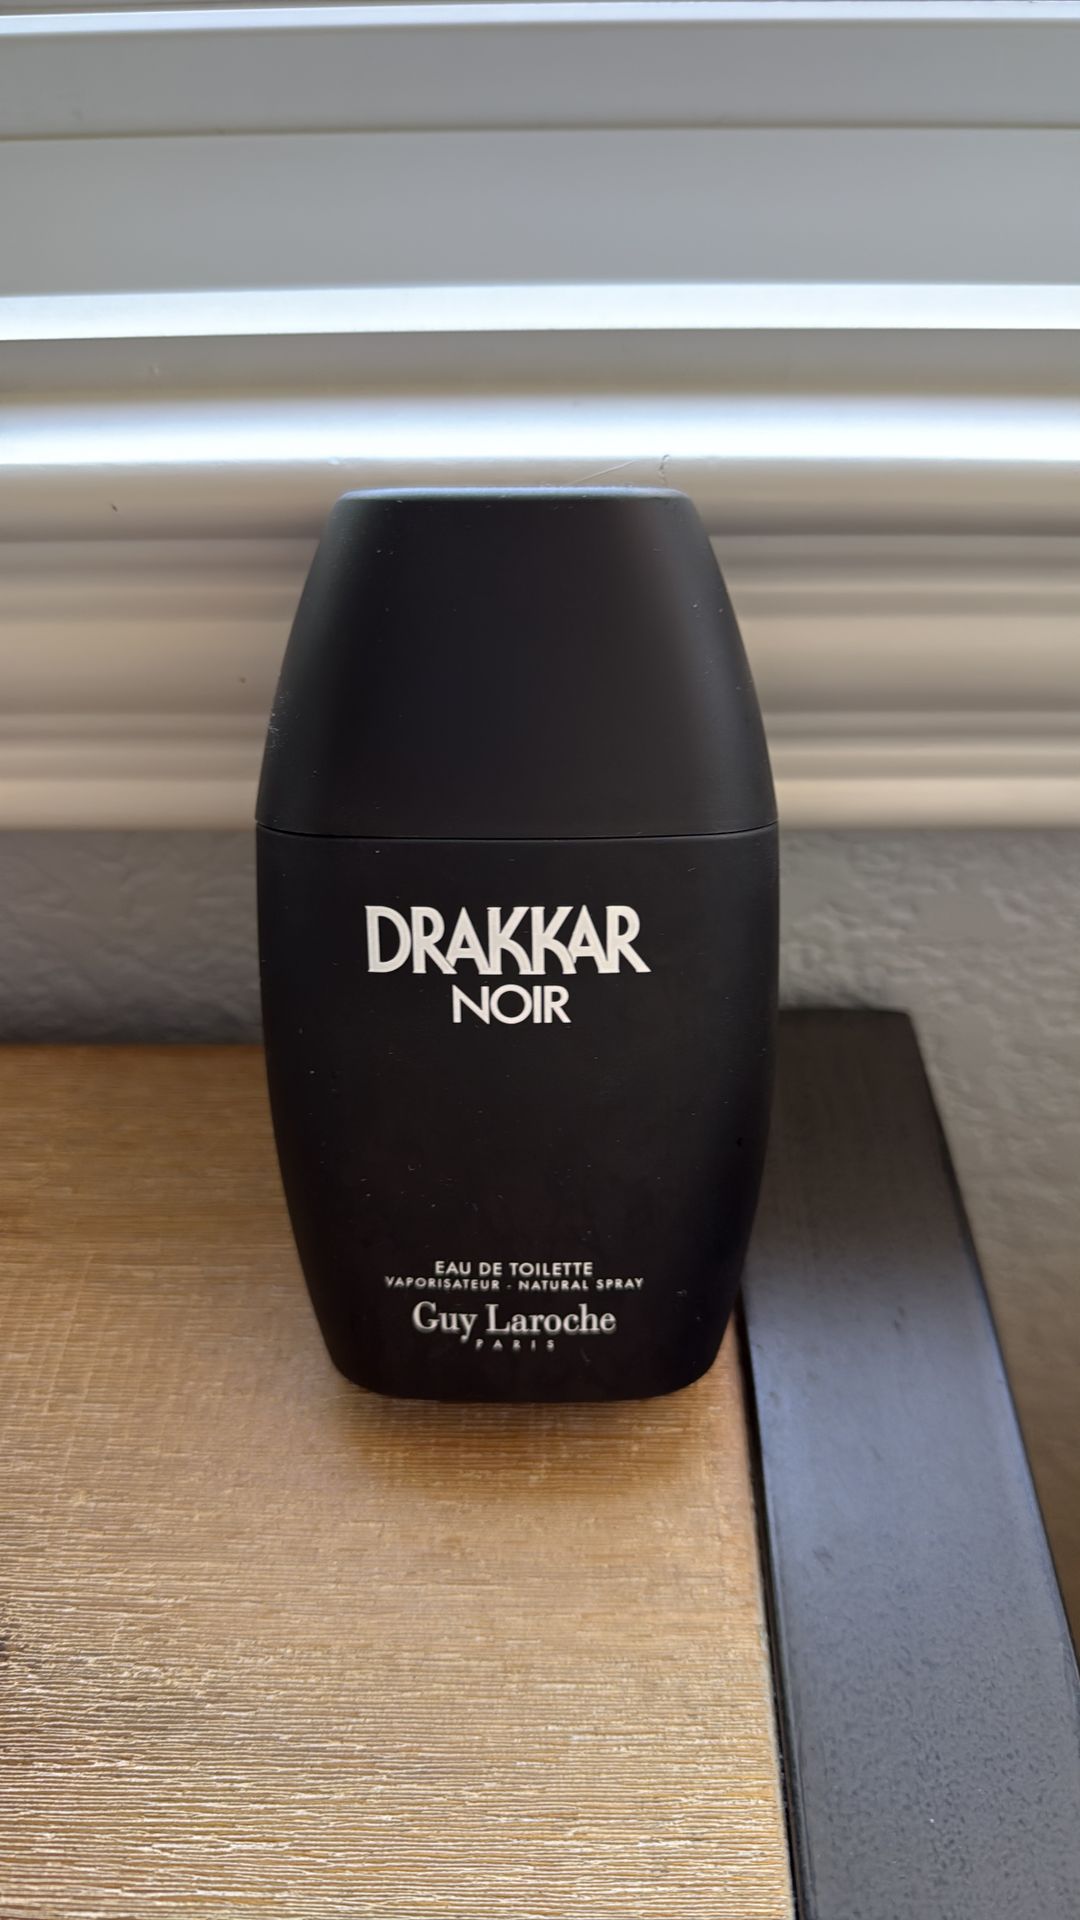 DRAKKAR
NOIR
EAU DE TOILETTE
VAPORISATEUR - NATURAL SPRAY
Guy Laroche
PARIS